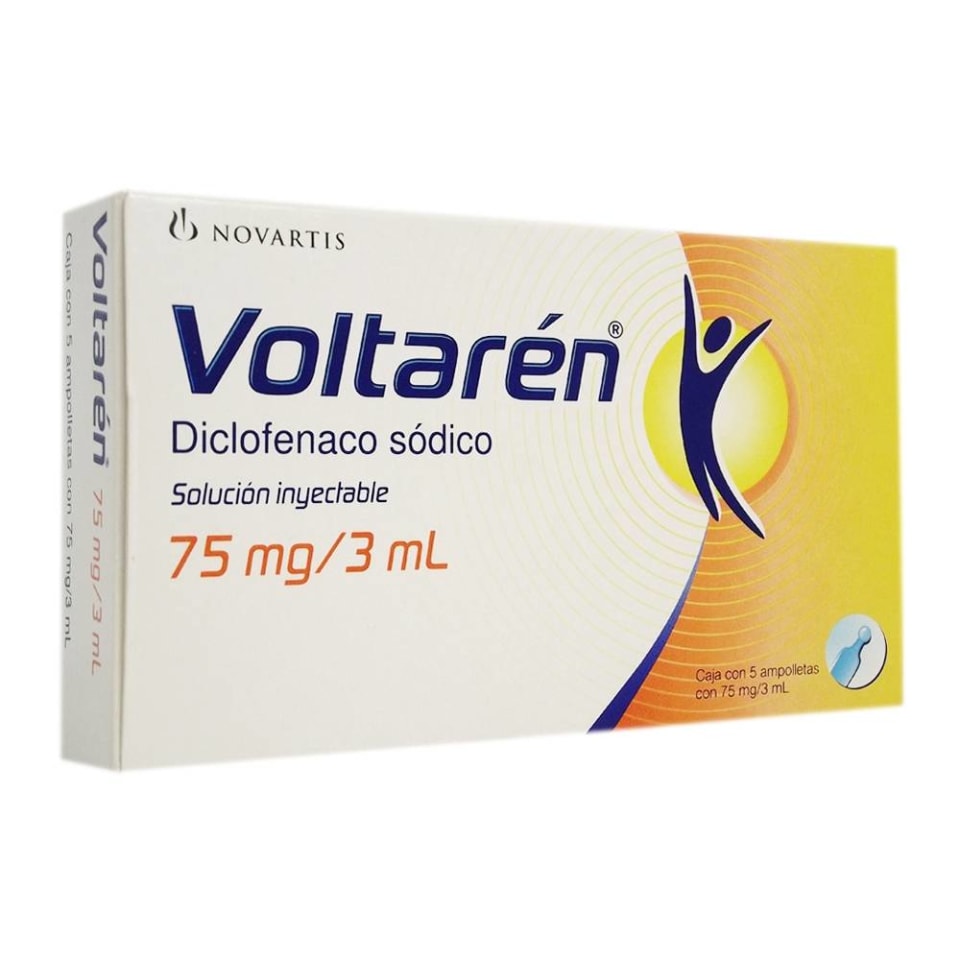 NOVARTIS
Voltarén®
Diclofenaco sódico
Solución inyectable
75 mg/3 mL
Caja con 5 ampolletas
con 75 mg/3 mL
Voltarén® 75 mg/3 mL
Caja con 5 ampolletas con 75 mg/3 mL